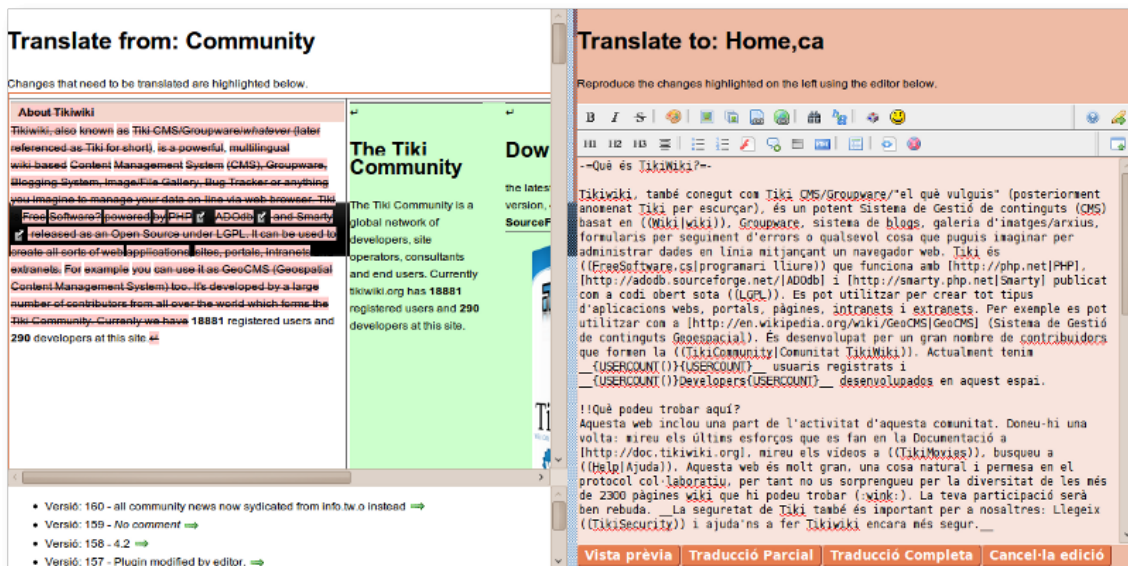 Translate from: Community
Changes that need to be translated are highlighted below.
About Tikiwiki
Tikiwiki, also known as Tiki CMS/Groupware/whatever (later
referenced as Tiki for short), is a powerful, multilingual
wiki based Content Management System (CMS), Groupware,
Blogging System, Image/File Gallery, Bug Tracker or anything
you imagine to manage your data on line via web browser. Tiki
Free Software? powered by PHP ADOdb and Smarty
released as an Open Source under LGPL. It can be used to
create all sorts of web applications sites, portals, intranets
extranets. For example you can use it as GeoCMS (Geospatial
Content Management System) too. It's developed by a large
number of contributors from all over the world which forms the
Tiki Community. Currenly we have 18881 registered users and
290 developers at this site
The Tiki
Community
The Tiki Community is a
global network of
developers, site
operators, consultants
and end users. Currently
tikiwiki.org has 18881
registered users and 290
developers at this site.
Dow
the lates
version,
SourceF
Ti
Versió: 160 - all community news now sydicated from info.tw.o instead
Versió: 159 - No comment
Versió: 158 - 4.2
Versió: 157 - Plugin modified by editor.
Translate to: Home,ca
Reproduce the changes highlighted on the left using the editor below.
B I S
H1 H2 H3
-=Què és TikiWiki?=-
Tikiwiki, també conegut com Tiki CMS/Groupware/"el què vulguis" (posteriorment
anomenat Tiki per escurçar), és un potent Sistema de Gestió de continguts (CMS)
basat en ((Wiki|wiki)), Groupware, sistema de blogs, galeria d'imatges/arxius,
formularis per seguiment d'errors o qualsevol cosa que puguis imaginar per
administrar dades en línia mitjançant un navegador web. Tiki és
((FreeSoftware.cs|programari lliure)) que funciona amb [http://php.net|PHP],
[http://adodb.sourceforge.net/|ADOdb] i [http://smarty.php.net|Smarty] publicat
com a codi obert sota ((LGPL)). Es pot utilitzar per crear tot tipus
d'aplicacions webs, portals, pàgines, intranets i extranets. Per exemple es pot
utilitzar com a [http://en.wikipedia.org/wiki/GeoCMS|GeoCMS] (Sistema de Gestió
de continguts Geoespacial). És desenvolupat per un gran nombre de contribuidors
que formen la ((TikiCommunity|Comunitat TikiWiki)). Actualment tenim
__{USERCOUNT()}{USERCOUNT}__ usuaris registrats i
__{USERCOUNT()}Developers{USERCOUNT}__ desenvolupados en aquest espai.
!!Què podeu trobar aquí?
Aquesta web inclou una part de l'activitat d'aquesta comunitat. Doneu-hi una
volta: mireu els últims esforços que es fan en la Documentació a
[http://doc.tikiwiki.org], mireu els vídeos a ((TikiMovies)), busqueu a
((Help|Ajuda)). Aquesta web és molt gran, una cosa natural i permesa en el
protocol col·laboratiu, per tant no us sorprengueu per la diversitat de les més
de 2300 pàgines wiki que hi podeu trobar (:wink:). La teva participació serà
ben rebuda. __La seguretat de Tiki també és important per a nosaltres: Llegeix
((TikiSecurity)) i ajuda'ns a fer Tikiwiki encara més segur.__
Vista prèvia Traducció Parcial Traducció Completa Cancel·la edició